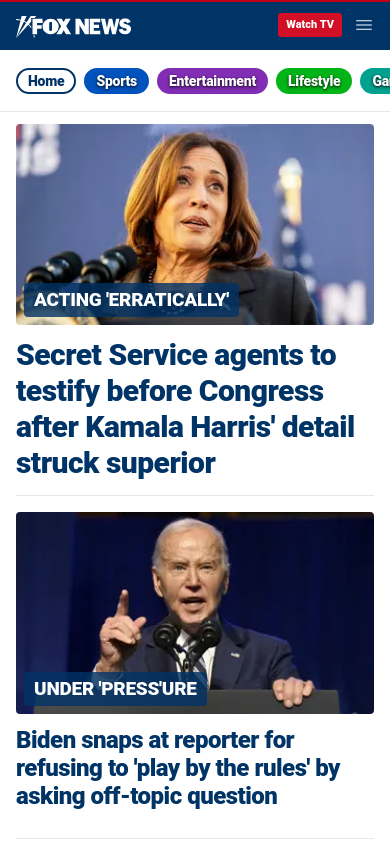 FOX NEWS
Watch TV
Home
Sports
Entertainment
Lifestyle
Ga
ACTING 'ERRATICALLY'
Secret Service agents to
testify before Congress
after Kamala Harris' detail
struck superior
UNDER 'PRESS'URE
Biden snaps at reporter for
refusing to 'play by the rules' by
asking off-topic question